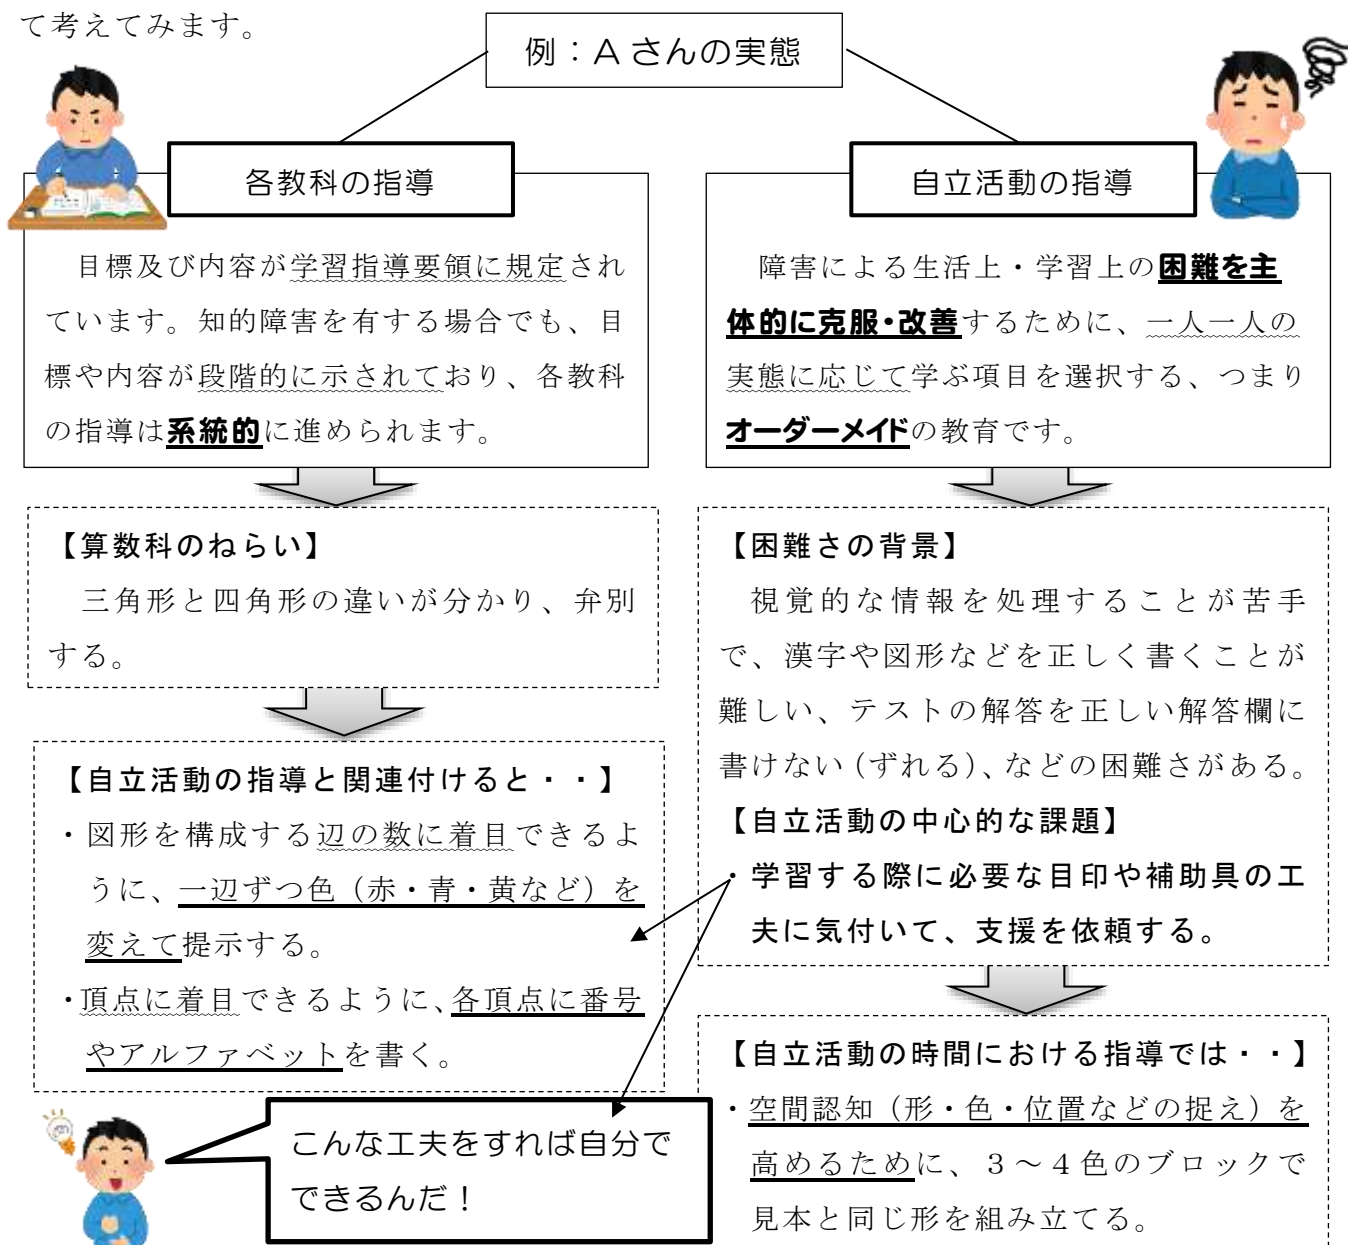 て考えてみます。
例：Aさんの実態
各教科の指導
目標及び内容が学習指導要領に規定され
ています。知的障害を有する場合でも、目
標や内容が段階的に示されており、各教科
の指導は系統的に進められます。
【算数科のねらい】
三角形と四角形の違いが分かり、弁別
する。
【自立活動の指導と関連付けると・・】
・図形を構成する辺の数に着目できるよ
うに、一辺ずつ色（赤・青・黄など）を
変えて提示する。
・頂点に着目できるように、各頂点に番号
やアルファベットを書く。
こんな工夫をすれば自分で
できるんだ！
自立活動の指導
障害による生活上・学習上の困難を主
体的に克服・改善するために、一人一人の
実態に応じて学ぶ項目を選択する、つまり
オーダーメイドの教育です。
【困難さの背景】
視覚的な情報を処理することが苦手
で、漢字や図形などを正しく書くことが
難しい、テストの解答を正しい解答欄に
書けない（ずれる）、などの困難さがある。
【自立活動の中心的な課題】
・学習する際に必要な目印や補助具の工
夫に気付いて、支援を依頼する。
【自立活動の時間における指導では・・】
・空間認知（形・色・位置などの捉え）を
高めるために、３～４色のブロックで
見本と同じ形を組み立てる。